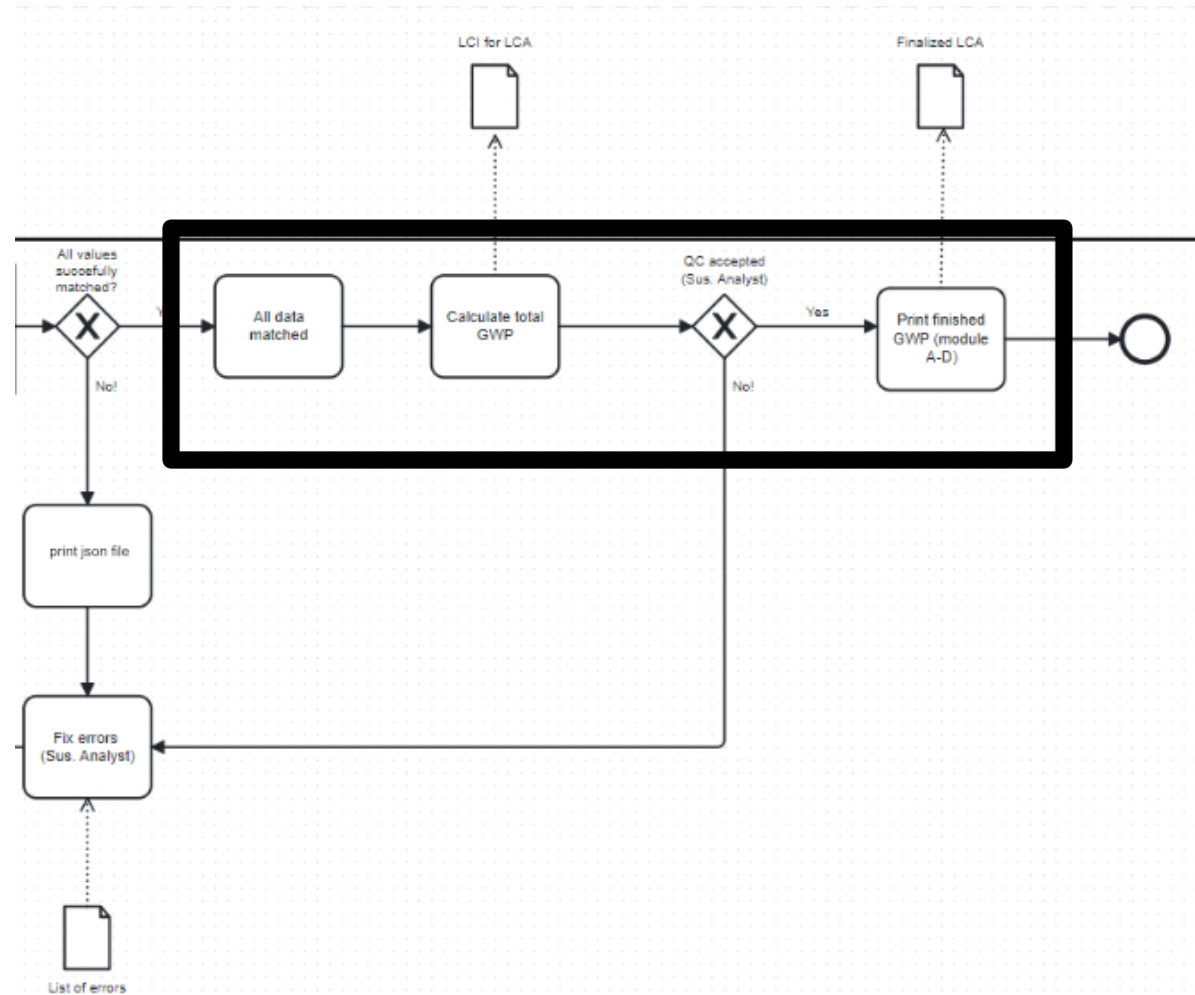 LCI for LCA
Finalized LCA
All values
succefully
matched?
QC accepted
(Sus. Analyst)
All data
matched
Calculate total
GWP
Yes
Print finished
GWP (module
A-D)
No!
No!
print json file
Fix errors
(Sus. Analyst)
List of errors